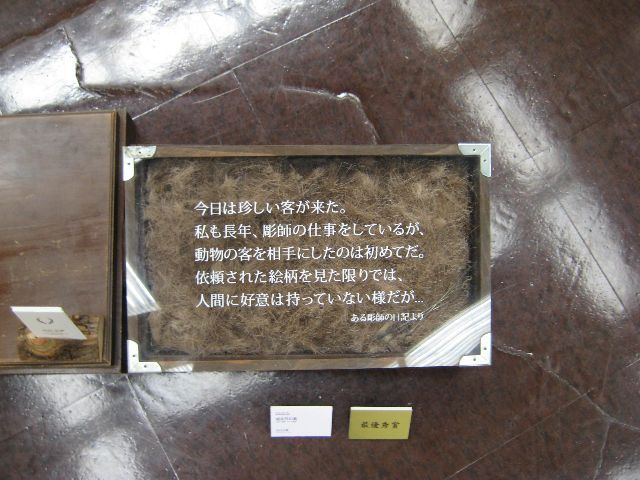 今日は珍しい客が来た。
私も長年、彫師の仕事をしているが、
動物の客を相手にしたのは初めてだ。
依頼された絵柄を見た限りでは、
人間に好意は持っていない様だが...
ある彫師の日記より
最優秀賞